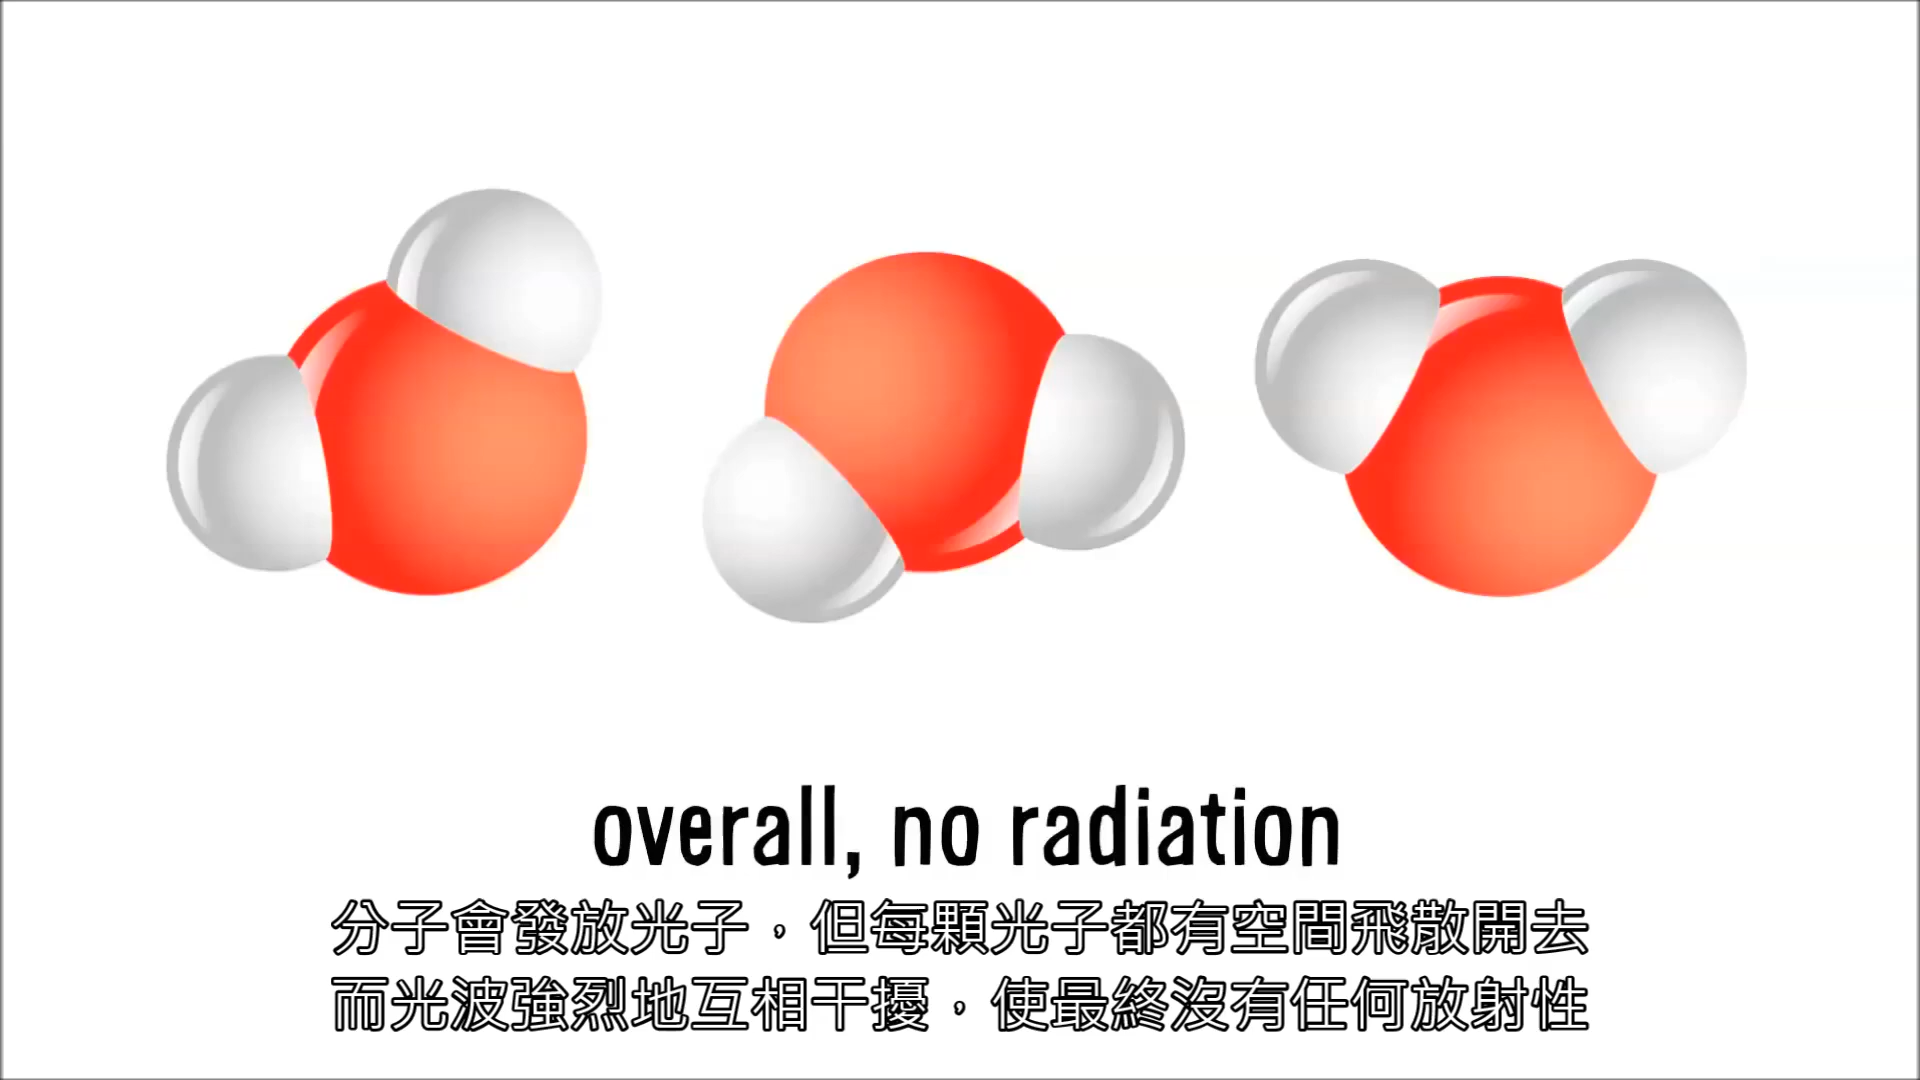 overall, no radiation
分子會發放光子，但每顆光子都有空間飛散開去
而光波強烈地互相干擾，使最終沒有任何放射性